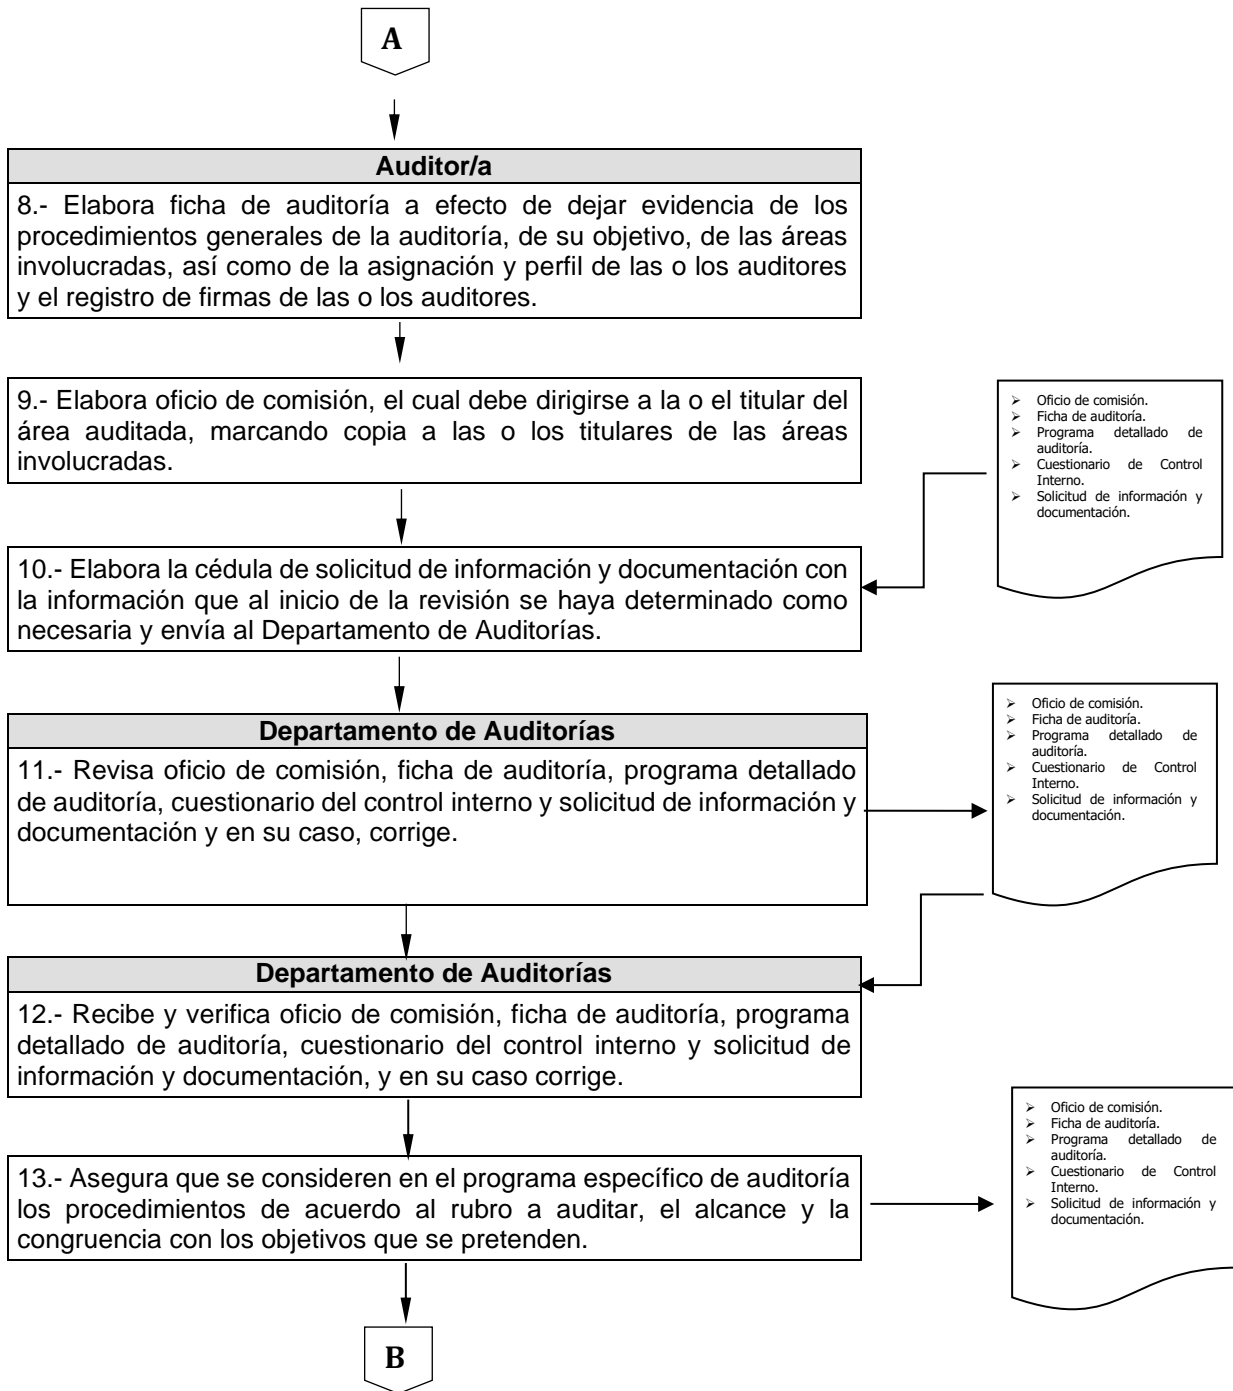 A
Auditor/a
8.- Elabora ficha de auditoría a efecto de dejar evidencia de los
procedimientos generales de la auditoría, de su objetivo, de las áreas
involucradas, así como de la asignación y perfil de las o los auditores
y el registro de firmas de las o los auditores.
9.- Elabora oficio de comisión, el cual debe dirigirse a la o el titular del
área auditada, marcando copia a las o los titulares de las áreas
involucradas.
➢ Oficio de comisión.
➢ Ficha de auditoría.
➢ Programa detallado de
auditoría.
➢ Cuestionario de Control
Interno.
➢ Solicitud de información y
documentación.
10.- Elabora la cédula de solicitud de información y documentación con
la información que al inicio de la revisión se haya determinado como
necesaria y envía al Departamento de Auditorías.
Departamento de Auditorías
11.- Revisa oficio de comisión, ficha de auditoría, programa detallado
de auditoría, cuestionario del control interno y solicitud de información y
documentación y en su caso, corrige.
➢ Oficio de comisión.
➢ Ficha de auditoría.
➢ Programa detallado de
auditoría.
➢ Cuestionario de Control
Interno.
➢ Solicitud de información y
documentación.
Departamento de Auditorías
12.- Recibe y verifica oficio de comisión, ficha de auditoría, programa
detallado de auditoría, cuestionario del control interno y solicitud de
información y documentación, y en su caso corrige.
13.- Asegura que se consideren en el programa específico de auditoría
los procedimientos de acuerdo al rubro a auditar, el alcance y la
congruencia con los objetivos que se pretenden.
➢ Oficio de comisión.
➢ Ficha de auditoría.
➢ Programa detallado de
auditoría.
➢ Cuestionario de Control
Interno.
➢ Solicitud de información y
documentación.
B